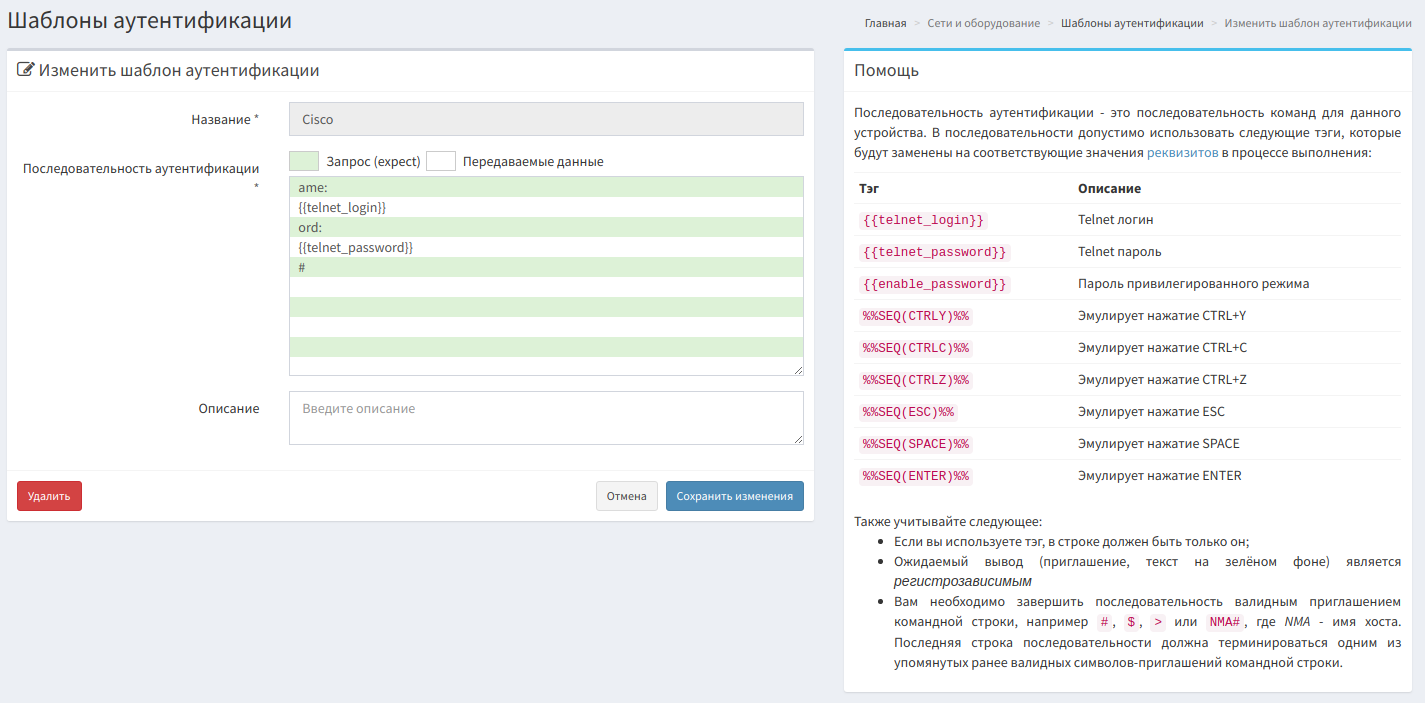 Шаблоны аутентификации
Главная > Сети и оборудование > Шаблоны аутентификации > Изменить шаблон аутентификации
Изменить шаблон аутентификации
Название *
Cisco
Последовательность аутентификации
*
Запрос (expect)
Передаваемые данные
ame:
{{telnet_login}}
ord:
{{telnet_password}}
#
Описание
Введите описание
Удалить
Отмена
Сохранить изменения
Помощь
Последовательность аутентификации - это последовательность команд для данного
устройства. В последовательности допустимо использовать следующие тэги, которые
будут заменены на соответствующие значения реквизитов в процессе выполнения:
Тэг Описание
{{telnet_login}} Telnet логин
{{telnet_password}} Telnet пароль
{{enable_password}} Пароль привилегированного режима
%%SEQ(CTRLY)%% Эмулирует нажатие CTRL+Y
%%SEQ(CTRLC)%% Эмулирует нажатие CTRL+C
%%SEQ(CTRLZ)%% Эмулирует нажатие CTRL+Z
%%SEQ(ESC)%% Эмулирует нажатие ESC
%%SEQ(SPACE)%% Эмулирует нажатие SPACE
%%SEQ(ENTER)%% Эмулирует нажатие ENTER
Также учитывайте следующее:
• Если вы используете тэг, в строке должен быть только он;
• Ожидаемый вывод (приглашение, текст на зелёном фоне) является
регистрозависимым
• Вам необходимо завершить последовательность валидным приглашением
командной строки, например #, $, > или NMA#, где NMA - имя хоста.
Последняя строка последовательности должна терминироваться одним из
упомянутых ранее валидных символов-приглашений командной строки.